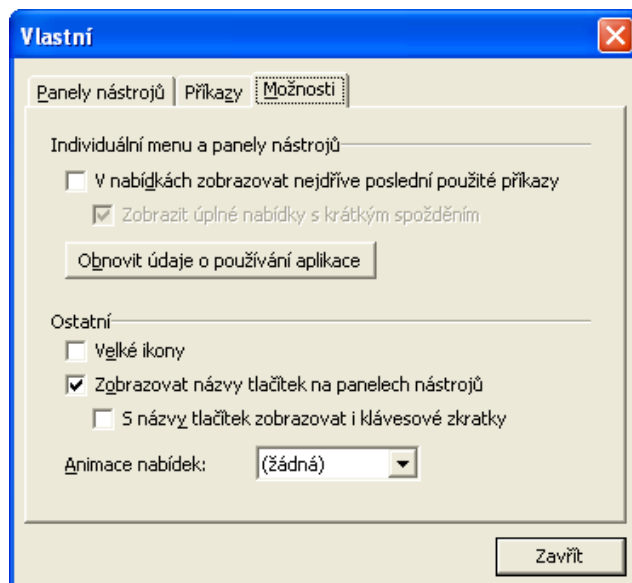 Vlastní
Panely nástrojů Příkazy Možnosti
Individuální menu a panely nástrojů
V nabídkách zobrazovat nejdříve poslední použité příkazy
Zobrazit úplné nabídky s krátkým spožděním
Obnovit údaje o používání aplikace
Ostatní
Velké ikony
Zobrazovat názvy tlačítek na panelech nástrojů
S názvy tlačítek zobrazovat i klávesové zkratky
Animace nabídek: (žádná)
Zavřít